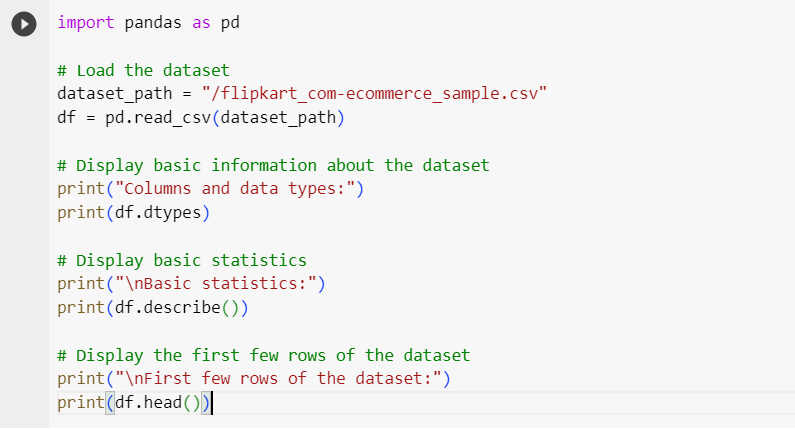 import pandas as pd
# Load the dataset
dataset_path = "/flipkart_com-ecommerce_sample.csv"
df = pd.read_csv(dataset_path)
# Display basic information about the dataset
print("Columns and data types:")
print(df.dtypes)
# Display basic statistics
print("\nBasic statistics:")
print(df.describe())
# Display the first few rows of the dataset
print("\nFirst few rows of the dataset:")
print(df.head())